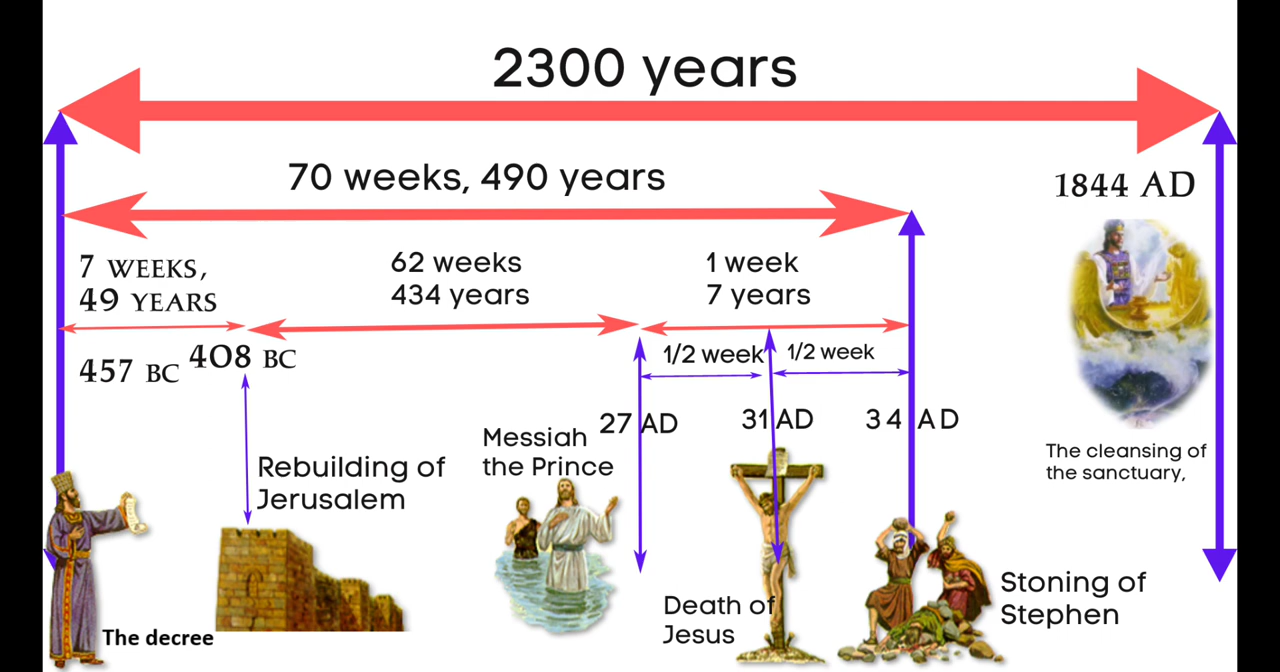 2300 years
70 weeks, 490 years
1844 AD
7 WEEKS,
49 YEARS
62 weeks
434 years
1 week
7 years
457 BC
408 BC
1/2 week
1/2 week
27 AD
31 AD
34 AD
Messiah
the Prince
Rebuilding of
Jerusalem
The cleansing of
the sanctuary,
The decree
Death of
Jesus
Stoning of
Stephen